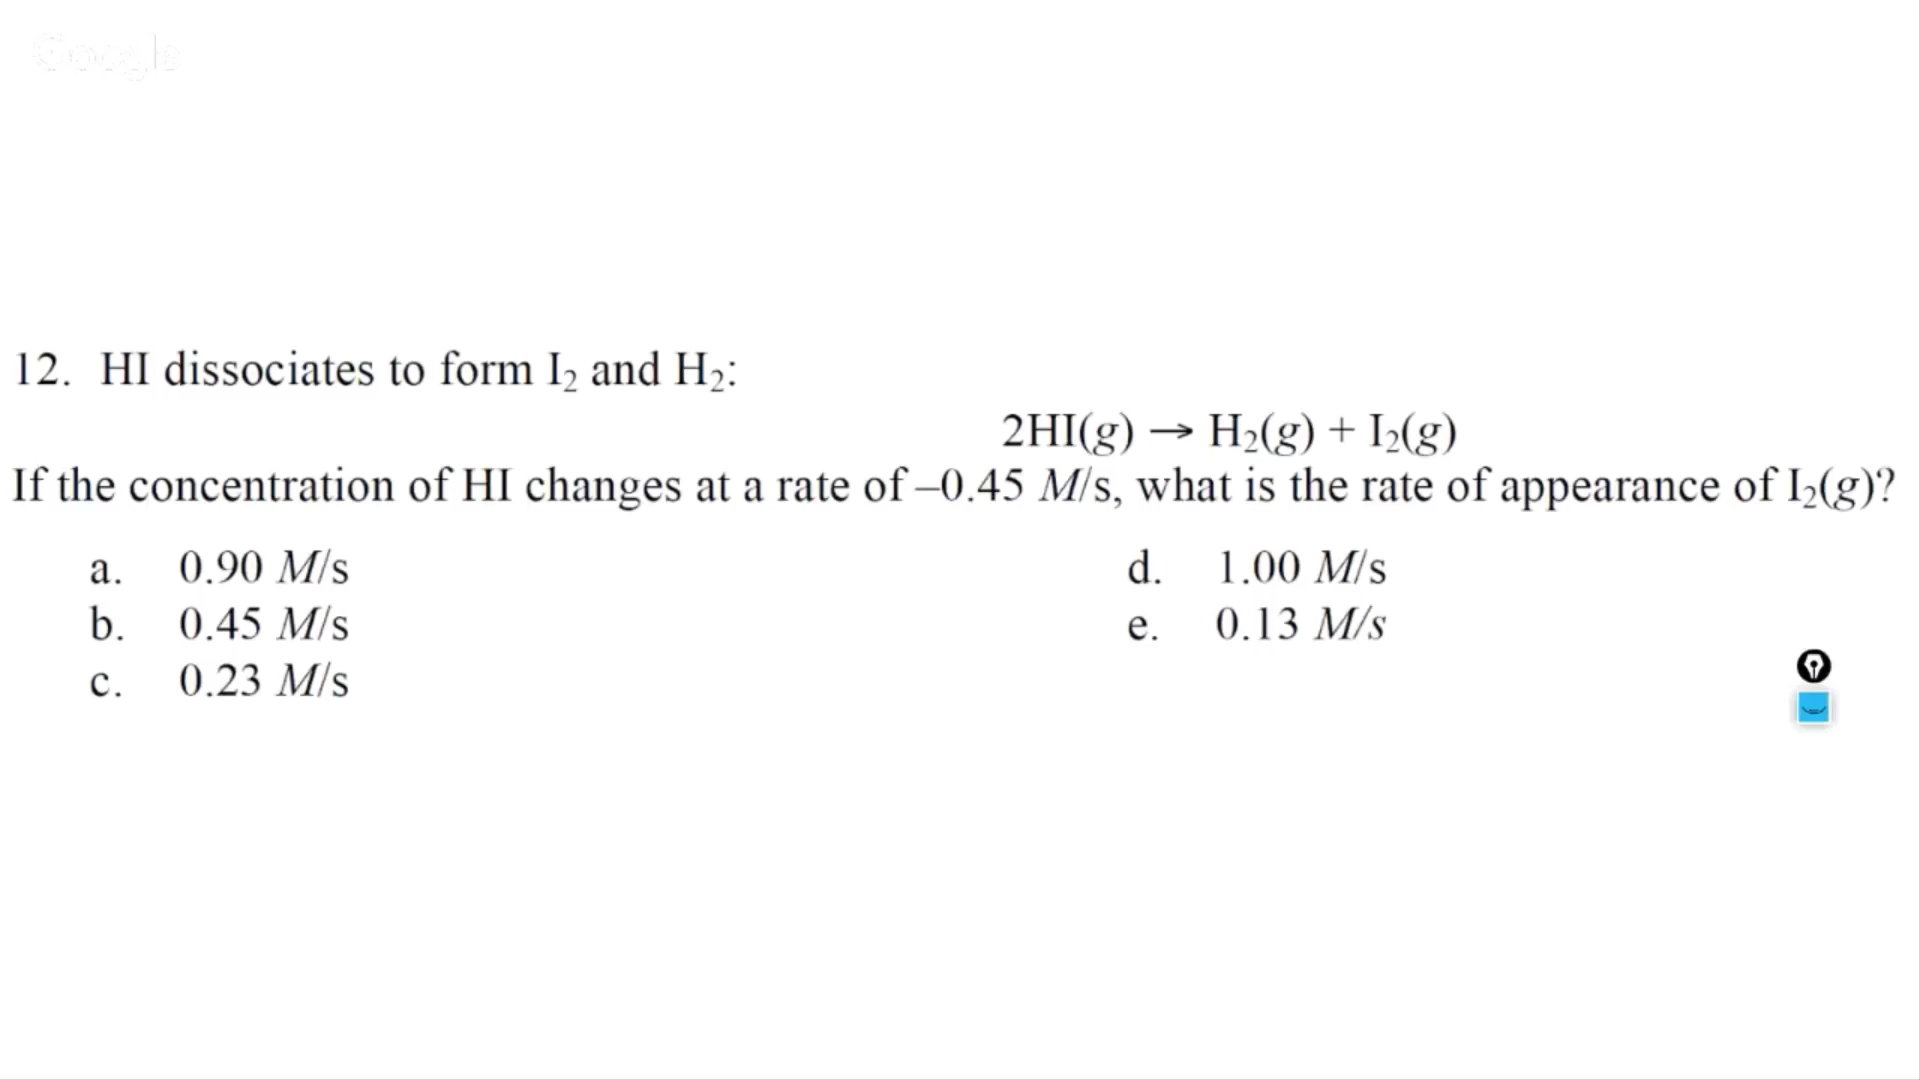 Google
12. HI dissociates to form I₂ and H₂:
2HI(g) → H₂(g) + I₂(g)
If the concentration of HI changes at a rate of –0.45 M/s, what is the rate of appearance of I₂(g)?
a. 0.90 M/s
b. 0.45 M/s
c. 0.23 M/s
d. 1.00 M/s
e. 0.13 M/s